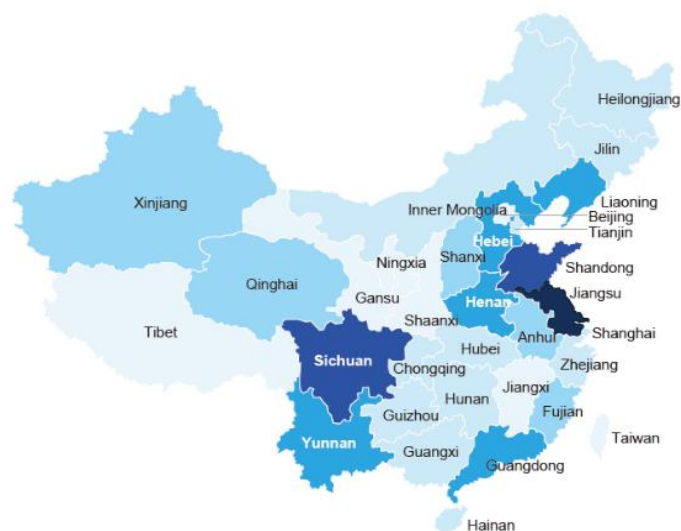 Heilongjiang
Jilin
Liaoning
Inner Mongolia
Beijing
Tianjin
Hebei
Xinjiang
Ningxia
Shanxi
Shandong
Qinghai
Gansu
Henan
Jiangsu
Tibet
Shaanxi
Anhui
Shanghai
Sichuan
Hubei
Chongqing
Zhejiang
Hunan
Jiangxi
Guizhou
Fujian
Yunnan
Taiwan
Guangxi
Guangdong
Hainan